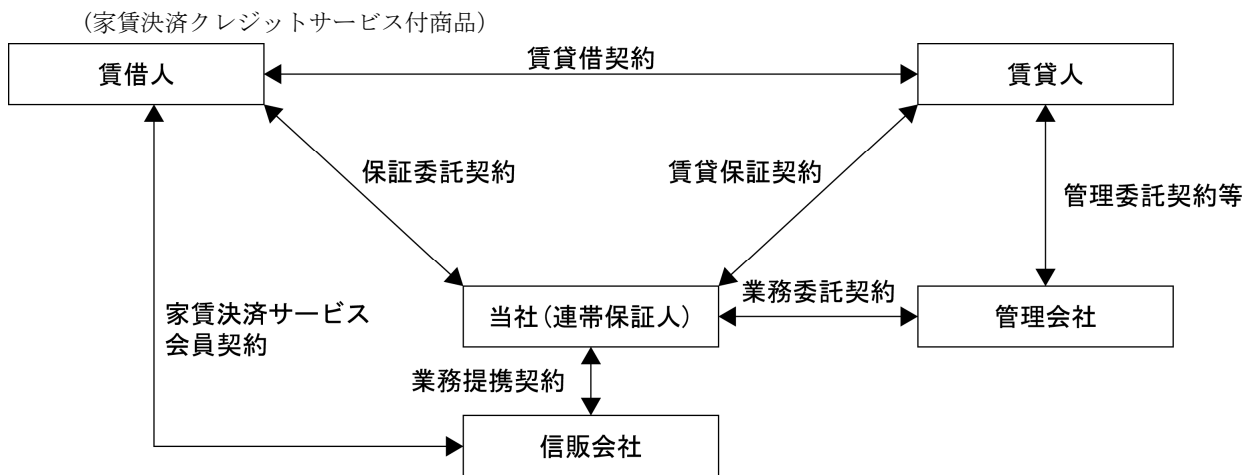 (家賃決済クレジットサービス付商品)
賃借人
賃貸借契約
賃貸人
保証委託契約
賃貸保証契約
管理委託契約等
家賃決済サービス
会員契約
当社(連帯保証人)
業務委託契約
管理会社
業務提携契約
信販会社